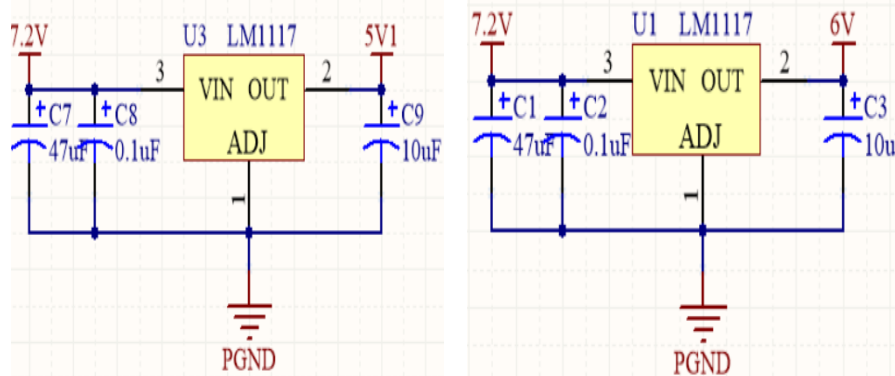 7.2V
U3 LM1117
5V1
3
VIN OUT
2
+
C7
47uF
+
C8
0.1uF
ADJ
+
C9
10uF
1
PGND
7.2V
U1 LM1117
6V
3
VIN OUT
2
+
C1
47uF
+
C2
0.1uF
ADJ
+
C3
10u
1
PGND